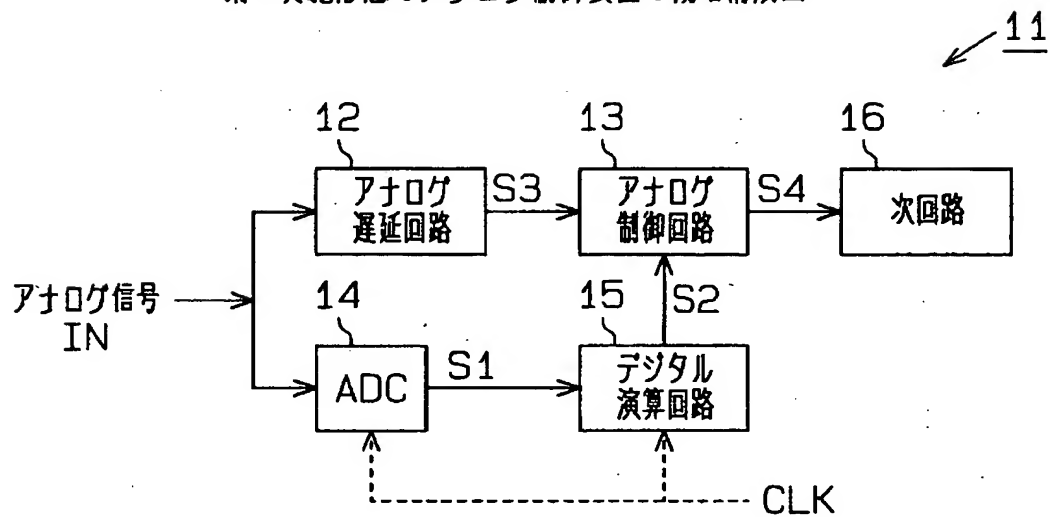 11
12
13
16
アナログ
遅延回路
S3
アナログ
制御回路
S4
次回路
アナログ信号
IN
14
15
S2
ADC
S1
デジタル
演算回路
CLK